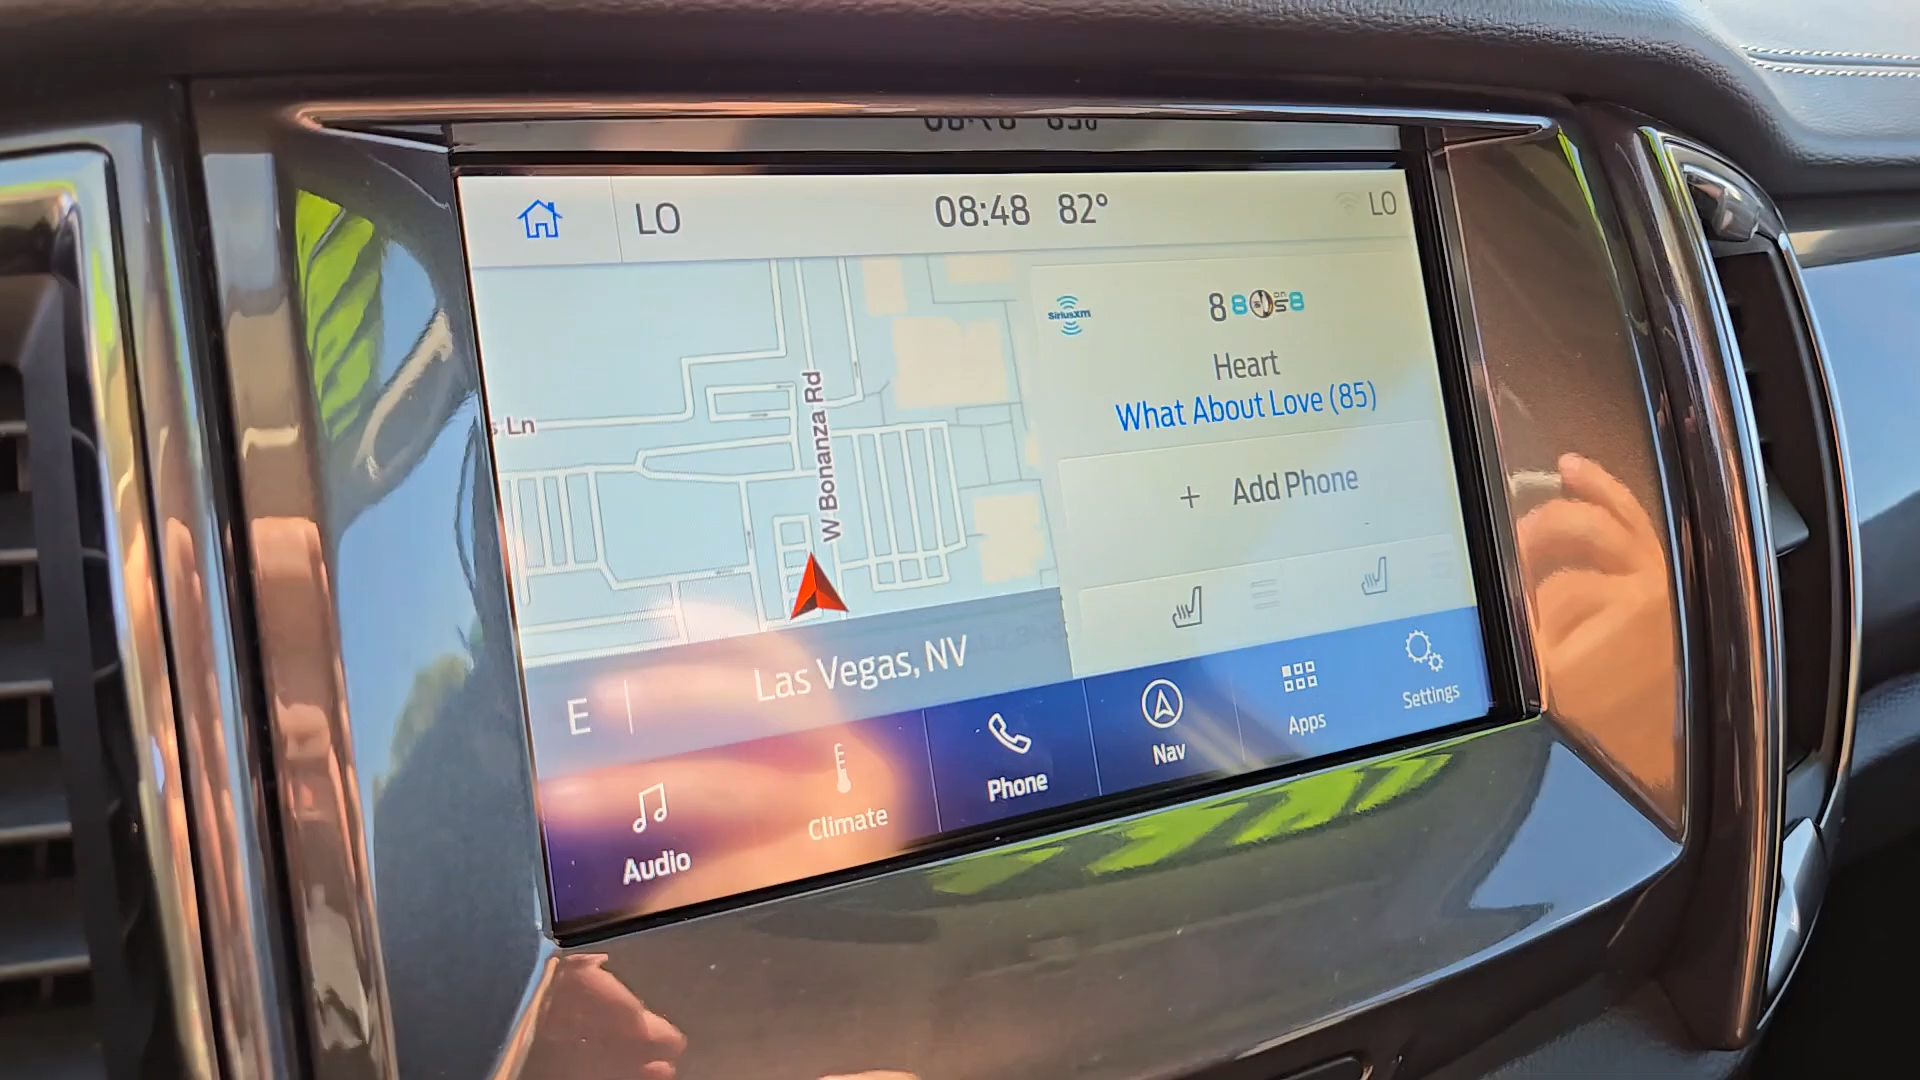 LO
08:48 82°
LO
s Ln
W Bonanza Rd
SiriusXM
8 80s on 8
Heart
What About Love (85)
+ Add Phone
E
Las Vegas, NV
Audio
Climate
Phone
Nav
Apps
Settings